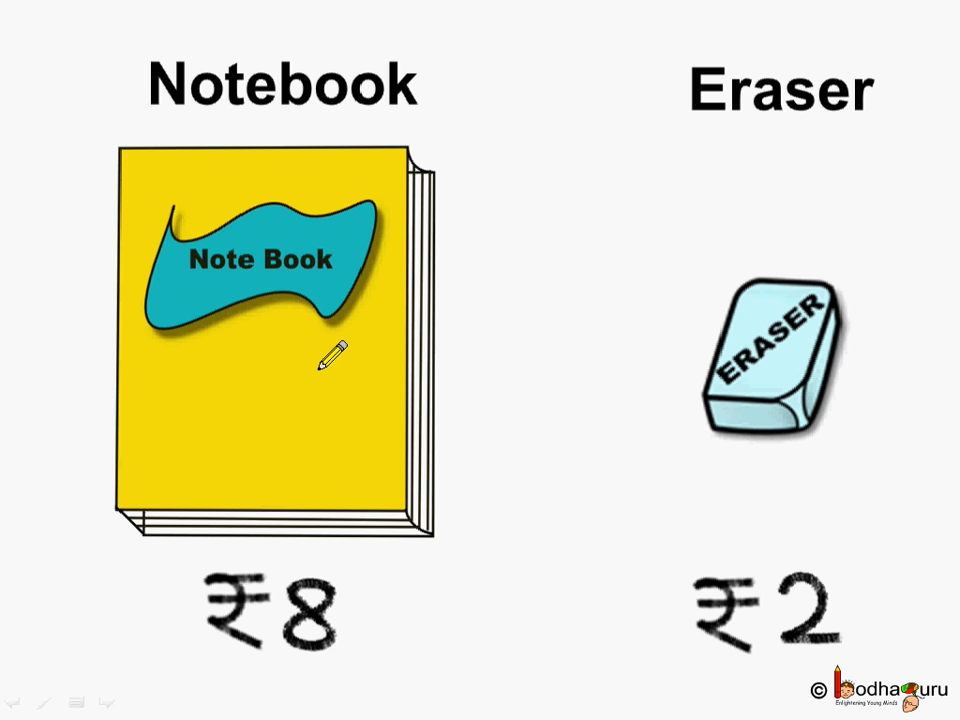 Notebook
Eraser
Note Book
ERASER
₹8
₹2
© BodhaGuru
Enlightening Young Minds